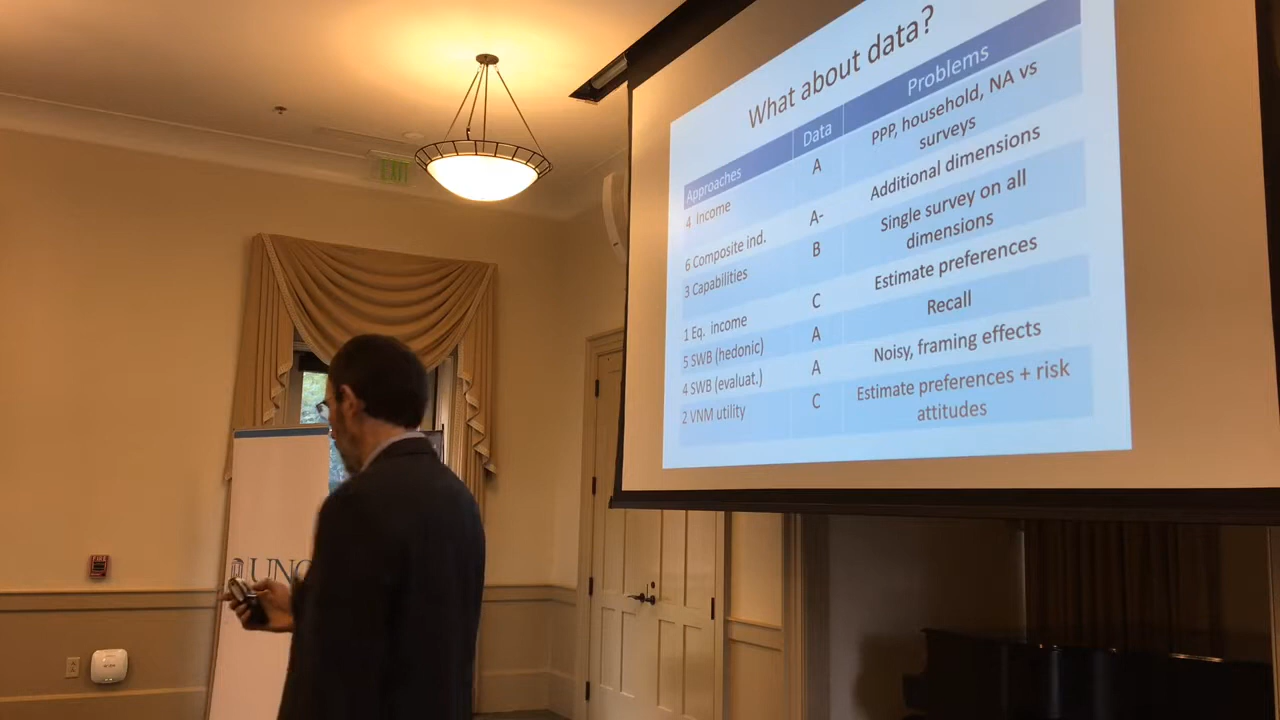 What about data?
Approaches Data Problems
4 Income A PPP, household, NA vs
surveys
6 Composite ind. A- Additional dimensions
3 Capabilities B Single survey on all
dimensions
1 Eq. income C Estimate preferences
5 SWB (hedonic) A Recall
4 SWB (evaluat.) A Noisy, framing effects
2 VNM utility C Estimate preferences + risk
attitudes
EXIT
FIRE